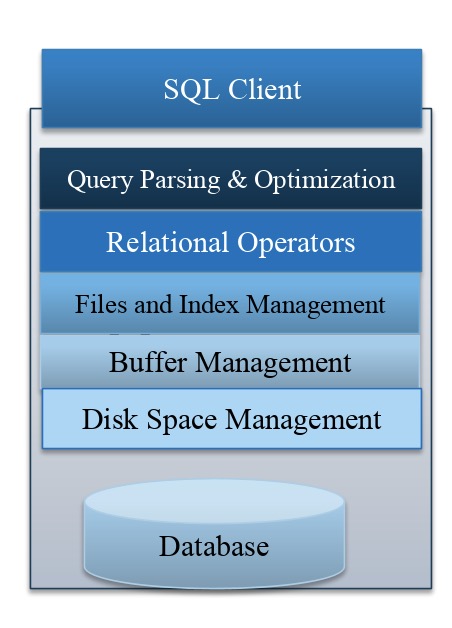 SQL Client
Query Parsing & Optimization
Relational Operators
Files and Index Management
Buffer Management
Disk Space Management
Database